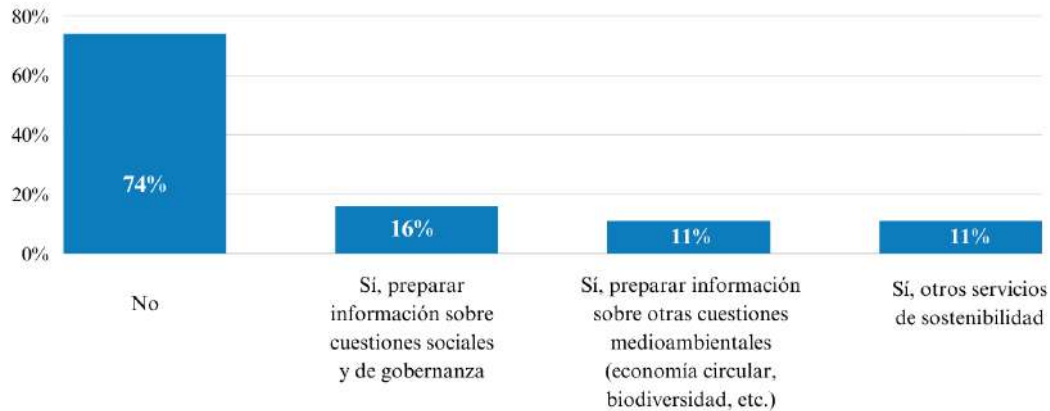 80%
60%
40%
20%
0%
74%
16%
11%
11%
No
Sí, preparar
información sobre
cuestiones sociales
y de gobernanza
Sí, preparar información
sobre otras cuestiones
medioambientales
(economía circular,
biodiversidad, etc.)
Sí, otros servicios
de sostenibilidad